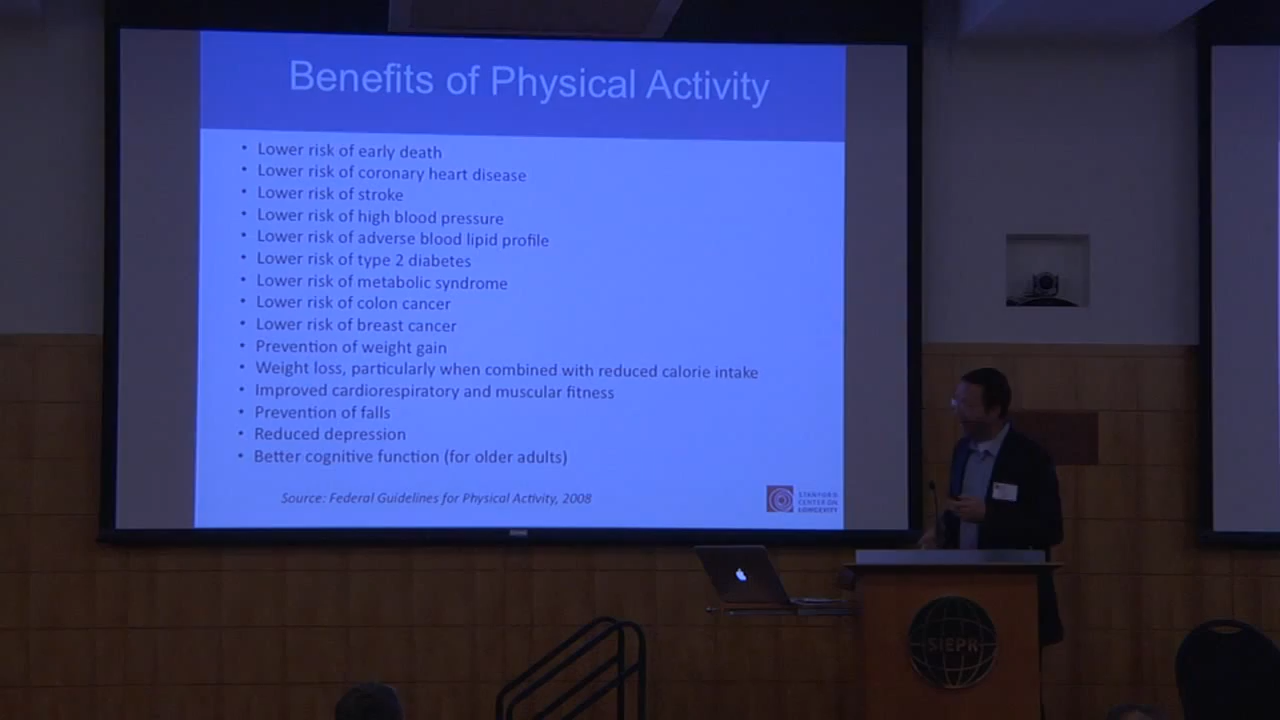 Benefits of Physical Activity
• Lower risk of early death
• Lower risk of coronary heart disease
• Lower risk of stroke
• Lower risk of high blood pressure
• Lower risk of adverse blood lipid profile
• Lower risk of type 2 diabetes
• Lower risk of metabolic syndrome
• Lower risk of colon cancer
• Lower risk of breast cancer
• Prevention of weight gain
• Weight loss, particularly when combined with reduced calorie intake
• Improved cardiorespiratory and muscular fitness
• Prevention of falls
• Reduced depression
• Better cognitive function (for older adults)
Source: Federal Guidelines for Physical Activity, 2008
STANFORD
CENTER ON
LONGEVITY
SIEPR